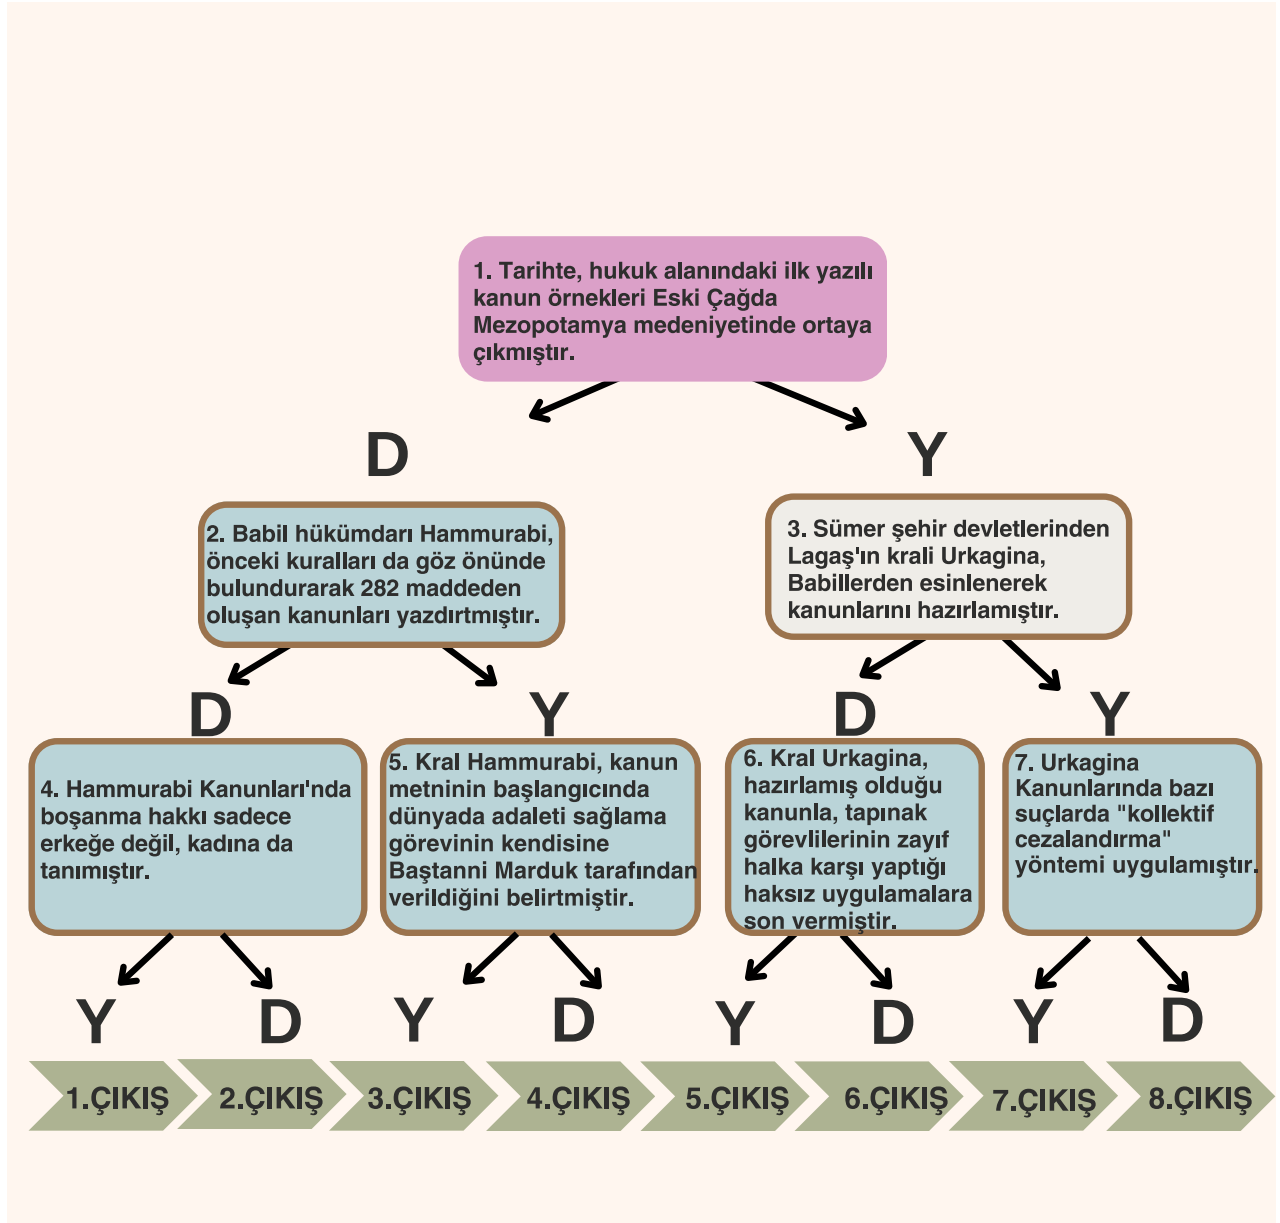 1. Tarihte, hukuk alanındaki ilk yazılı
kanun örnekleri Eski Çağda
Mezopotamya medeniyetinde ortaya
çıkmıştır.
D
Y
2. Babil hükümdarı Hammurabi,
önceki kuralları da göz önünde
bulundurarak 282 maddeden
oluşan kanunları yazdırtmıştır.
3. Sümer şehir devletlerinden
Lagaş'ın krali Urkagina,
Babillerden esinlenerek
kanunlarını hazırlamıştır.
D
Y
D
Y
4. Hammurabi Kanunları'nda
boşanma hakkı sadece
erkeğe değil, kadına da
tanımıştır.
5. Kral Hammurabi, kanun
metninin başlangıcında
dünyada adaleti sağlama
görevinin kendisine
Baştanni Marduk tarafından
verildiğini belirtmiştir.
6. Kral Urkagina,
hazırlamış olduğu
kanunla, tapınak
görevlilerinin zayıf
halka karşı yaptığı
haksız uygulamalara
son vermiştir.
7. Urkagina
Kanunlarında bazı
suçlarda "kollektif
cezalandırma"
yöntemi uygulamıştır.
Y
D
Y
D
Y
D
Y
D
1.ÇIKIŞ
2.ÇIKIŞ
3.ÇIKIŞ
4.ÇIKIŞ
5.ÇIKIŞ
6.ÇIKIŞ
7.ÇIKIŞ
8.ÇIKIŞ